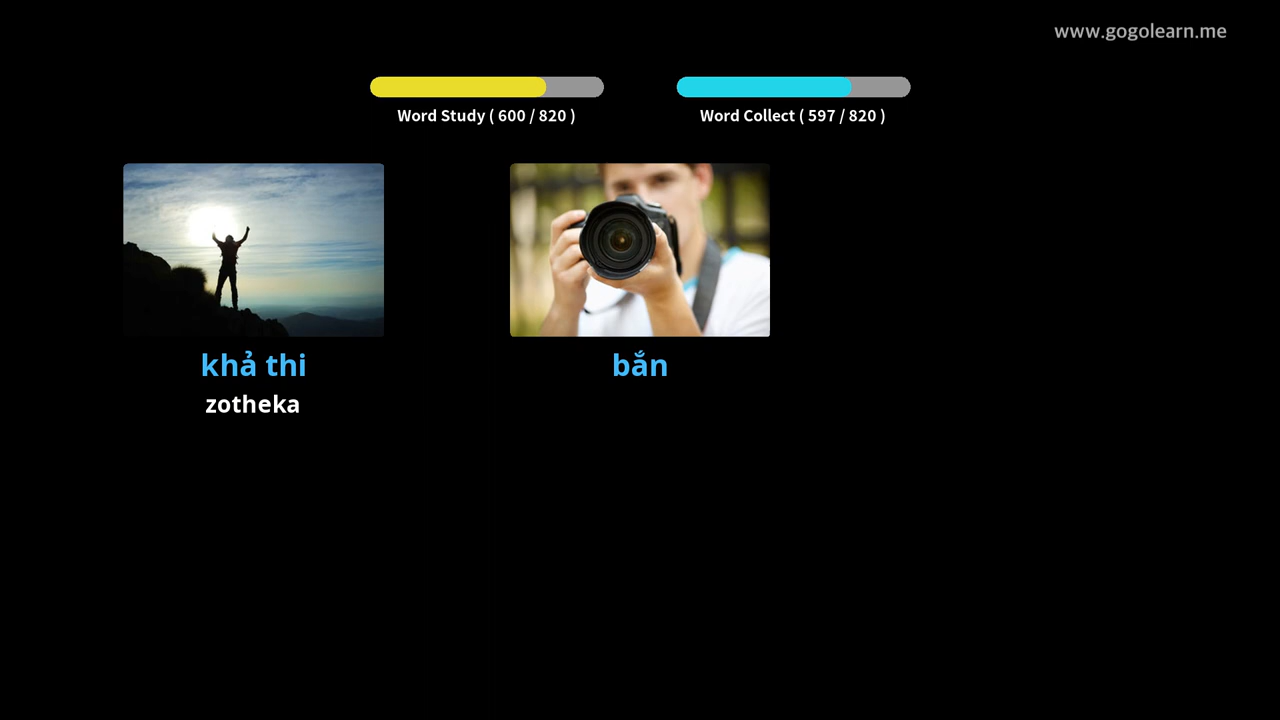 www.gogolearn.me
Word Study ( 600 / 820 )
Word Collect ( 597 / 820 )
khả thi
zotheka
bắn